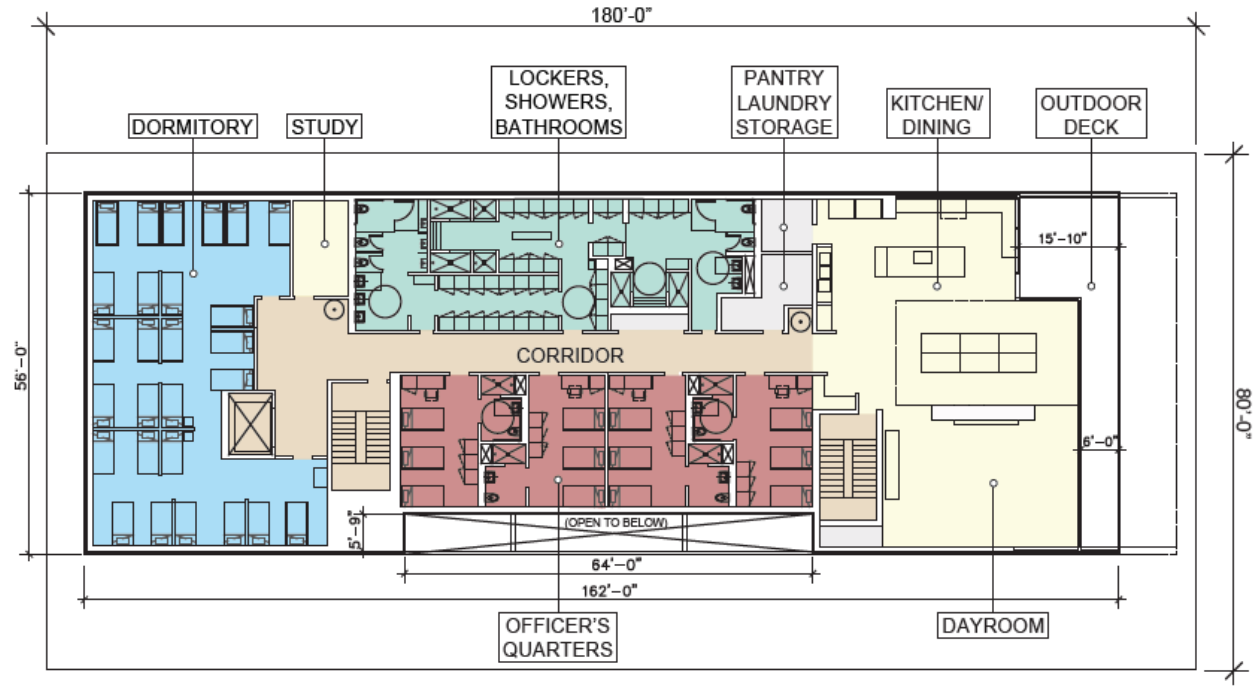 180'-0"
LOCKERS,
SHOWERS,
BATHROOMS
PANTRY
LAUNDRY
STORAGE
KITCHEN/
DINING
OUTDOOR
DECK
DORMITORY
STUDY
15'-10"
56'-0"
CORRIDOR
80'-0"
6'-0"
5'-9"
(OPEN TO BELOW)
64'-0"
162'-0"
OFFICER'S
QUARTERS
DAYROOM